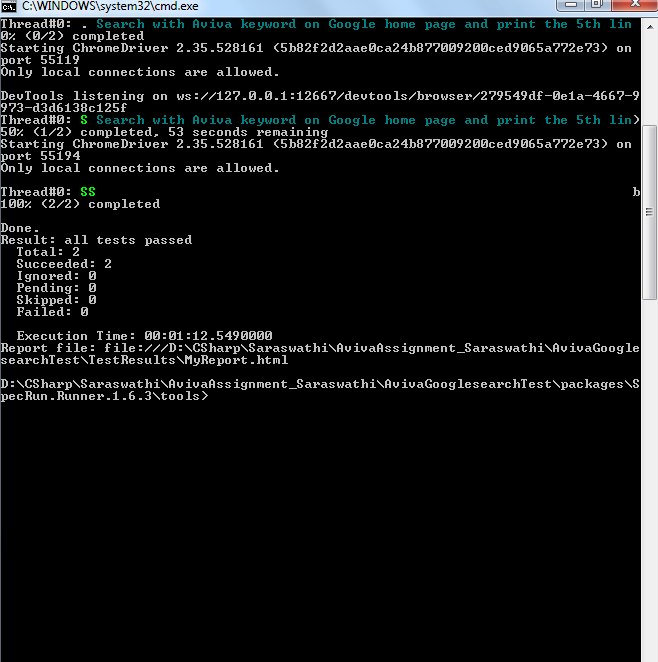 C:\WINDOWS\system32\cmd.exe
Thread#0: . Search with Aviva keyword on Google home page and print the 5th lin
0% (0/2) completed
Starting ChromeDriver 2.35.528161 (5b82f2d2aae0ca24b877009200ced9065a772e73) on
port 55119
Only local connections are allowed.
DevTools listening on ws://127.0.0.1:12667/devtools/browser/279549df-0e1a-4667-9
973-d3d6138c125f
Thread#0: S Search with Aviva keyword on Google home page and print the 5th lin)
50% (1/2) completed, 53 seconds remaining
Starting ChromeDriver 2.35.528161 (5b82f2d2aae0ca24b877009200ced9065a772e73) on
port 55194
Only local connections are allowed.
Thread#0: SS b
100% (2/2) completed
Done.
Result: all tests passed
Total: 2
Succeeded: 2
Ignored: 0
Pending: 0
Skipped: 0
Failed: 0
Execution Time: 00:01:12.5490000
Report file: file:///D:\CSharp\Saraswathi\AvivaAssignment_Saraswathi\AvivaGoogle
searchTest\TestResults\MyReport.html
D:\CSharp\Saraswathi\AvivaAssignment_Saraswathi\AvivaGooglesearchTest\packages\S
pecRun.Runner.1.6.3\tools>